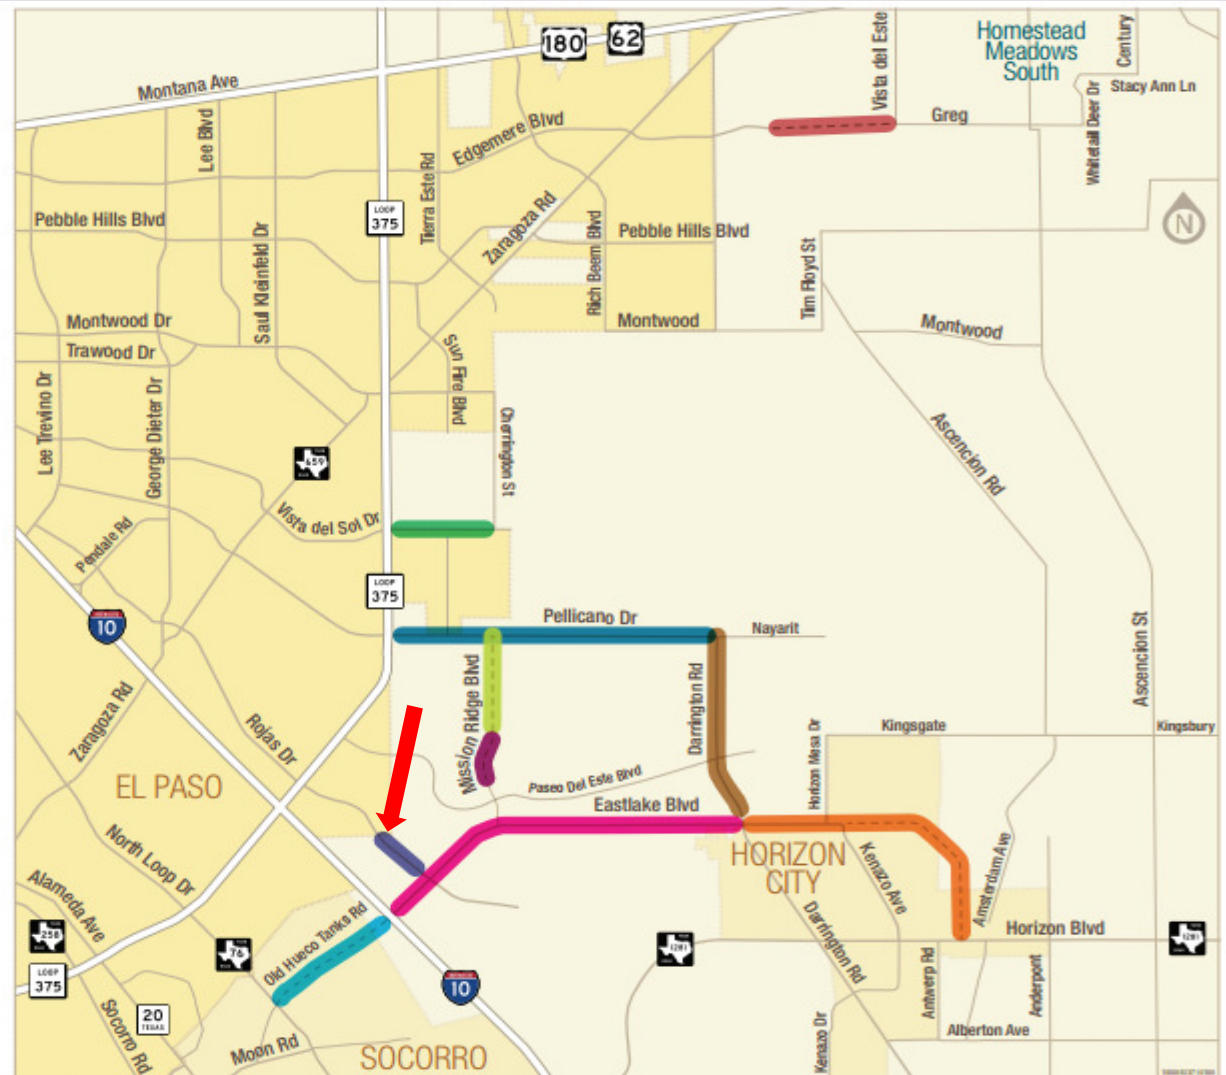 180
62
Homestead
Meadows
South
Vista del Este
Century
Montana Ave
Stacy Ann Ln
Lee Blvd
Edgemere Blvd
Greg
Whitetail Deer Dr
Tierra Este Rd
LOOP
375
Pebble Hills Blvd
Zaragoza Rd
Rich Beem Blvd
Pebble Hills Blvd
N
Saul Kleinfeld Dr
Tim Floyd St
Montwood Dr
Montwood
Montwood
Trawood Dr
Sun Fire Blvd
Lee Trevino Dr
George Dieter Dr
Cherrington St
Ascencion Rd
659
Vista del Sol Dr
Pendale Rd
LOOP
375
10
Pellicano Dr
Nayarit
Ascencion St
Mission Ridge Blvd
Darrington Rd
Zaragoza Rd
Rojas Dr
Horizon Mesa Dr
Kingsgate
Kingsbury
EL PASO
Paseo Del Este Blvd
Eastlake Blvd
North Loop Dr
HORIZON
CITY
Kenazo Ave
Amsterdam Ave
Alameda Ave
Old Hueco Tanks Rd
Darrington Rd
Horizon Blvd
258
76
1281
1281
LOOP
375
10
Antwerp Rd
Anderpont
20
TEXAS
Socorro Rd
Moon Rd
SOCORRO
Kenazo Dr
Alberton Ave